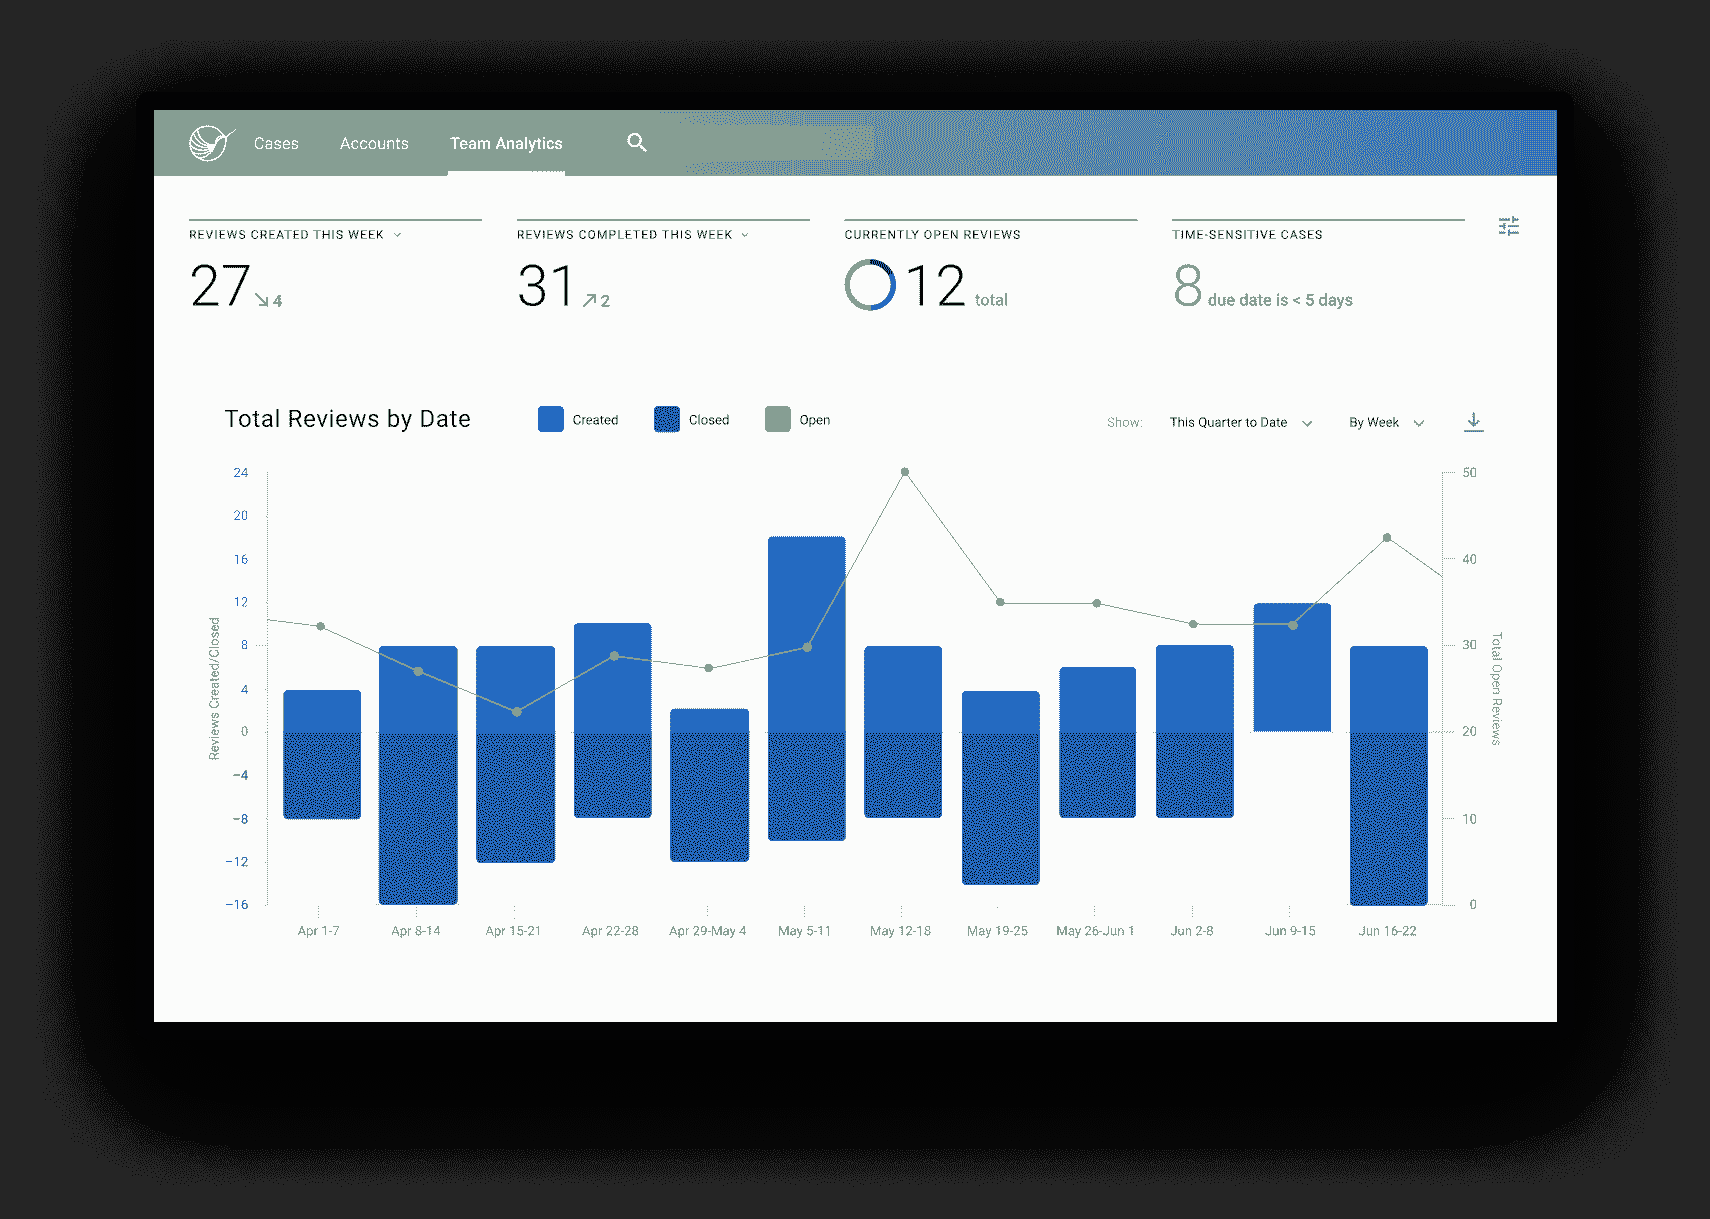 Cases Accounts Team Analytics
REVIEWS CREATED THIS WEEK
27 4
REVIEWS COMPLETED THIS WEEK
31 2
CURRENTLY OPEN REVIEWS
12 total
TIME-SENSITIVE CASES
8 due date is < 5 days
Total Reviews by Date
Created Closed Open
Show: This Quarter to Date By Week
Reviews Created/Closed
24
20
16
12
8
4
0
−4
−8
−12
−16
50
40
30
20
10
0
Total Open Reviews
Apr 1-7 Apr 8-14 Apr 15-21 Apr 22-28 Apr 29-May 4 May 5-11 May 12-18 May 19-25 May 26-Jun 1 Jun 2-8 Jun 9-15 Jun 16-22